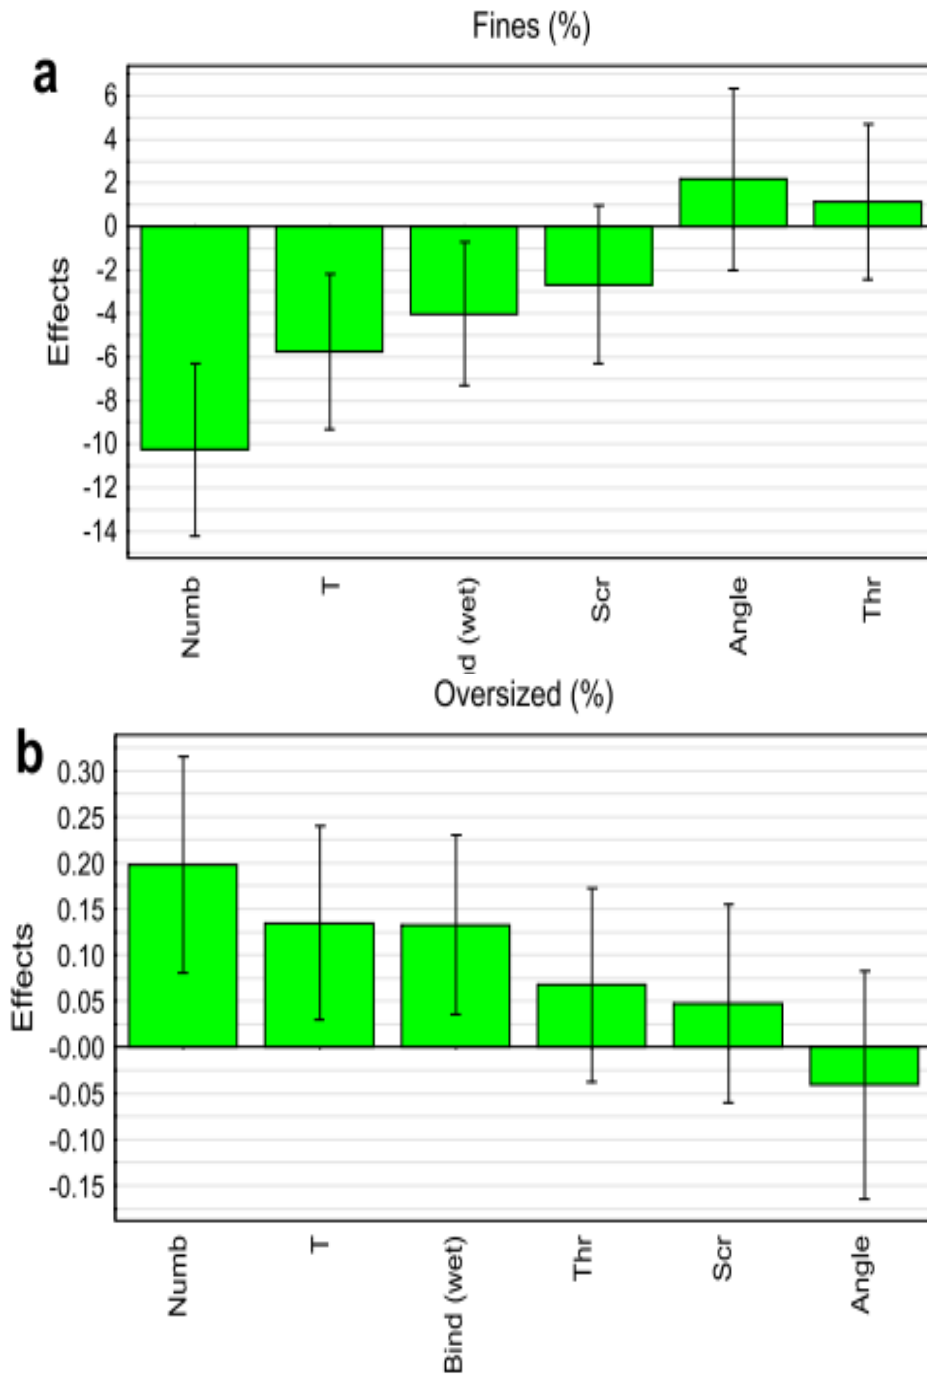 Fines (%)
a
6
4
2
0
-2
-4
-6
-8
-10
-12
-14
Effects
Numb
T
nd (wet)
Scr
Angle
Thr
Oversized (%)
b
0.30
0.25
0.20
0.15
0.10
0.05
-0.00
-0.05
-0.10
-0.15
Effects
Numb
T
Bind (wet)
Thr
Scr
Angle